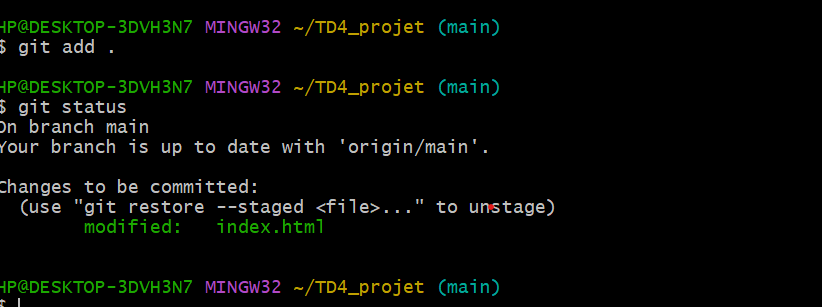 HP@DESKTOP-3DVH3N7 MINGW32 ~/TD4_projet (main)
$ git add .
HP@DESKTOP-3DVH3N7 MINGW32 ~/TD4_projet (main)
$ git status
On branch main
Your branch is up to date with 'origin/main'.
Changes to be committed:
  (use "git restore --staged <file>..." to unstage)
        modified:   index.html
HP@DESKTOP-3DVH3N7 MINGW32 ~/TD4_projet (main)
$